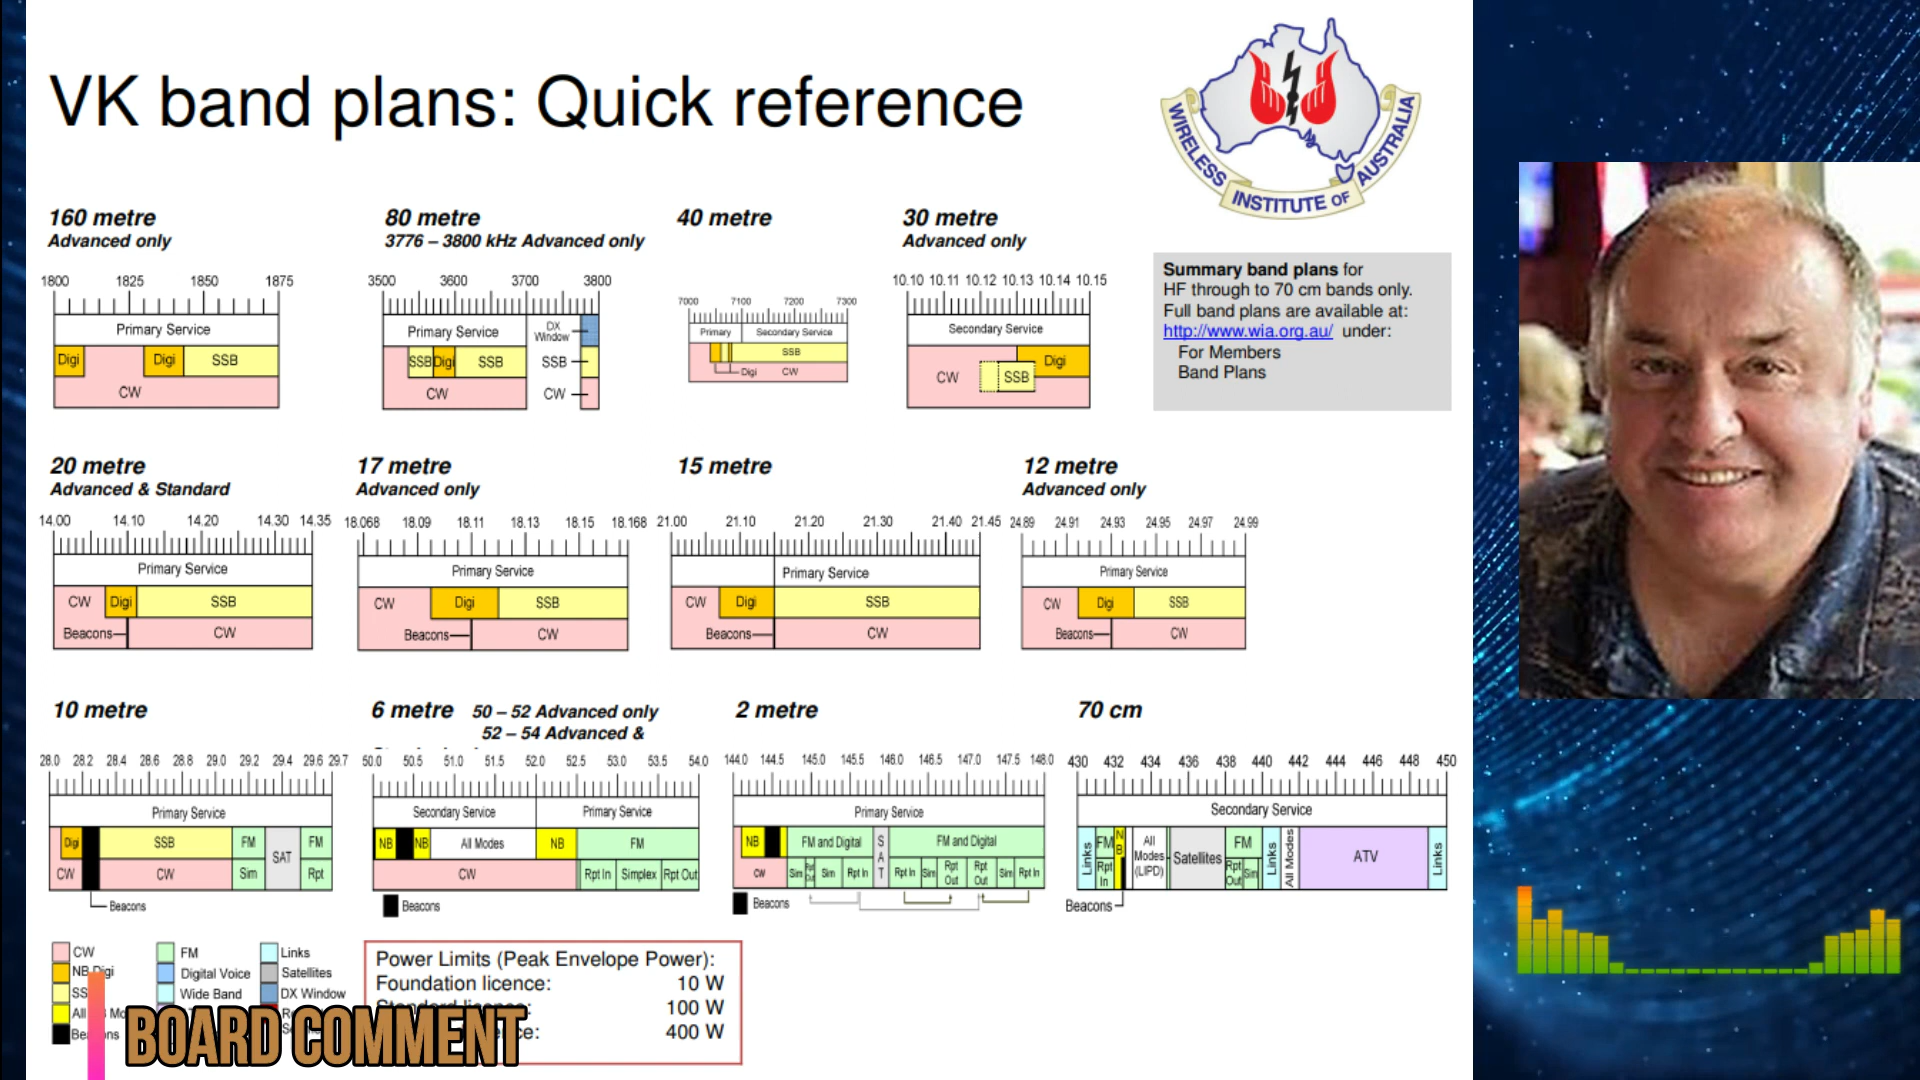 VK band plans: Quick reference
WIRELESS INSTITUTE OF AUSTRALIA
160 metre
Advanced only
1800 1825 1850 1875
Primary Service
Digi Digi SSB
CW
80 metre
3776 – 3800 kHz Advanced only
3500 3600 3700 3800
Primary Service
DX Window
SSB Digi SSB SSB
CW CW
40 metre
7000 7100 7200 7300
Primary Secondary Service
SSB
Digi CW
30 metre
Advanced only
10.10 10.11 10.12 10.13 10.14 10.15
Secondary Service
Digi
CW SSB
Summary band plans for
HF through to 70 cm bands only.
Full band plans are available at:
http://www.wia.org.au/ under:
For Members
Band Plans
20 metre
Advanced & Standard
14.00 14.10 14.20 14.30 14.35
Primary Service
CW Digi SSB
Beacons CW
17 metre
Advanced only
18.068 18.09 18.11 18.13 18.15 18.168
Primary Service
CW Digi SSB
Beacons CW
15 metre
21.00 21.10 21.20 21.30 21.40 21.45
Primary Service
CW Digi SSB
Beacons CW
12 metre
Advanced only
24.89 24.91 24.93 24.95 24.97 24.99
Primary Service
CW Digi SSB
Beacons CW
10 metre
28.0 28.2 28.4 28.6 28.8 29.0 29.2 29.4 29.6 29.7
Primary Service
Digi SSB FM SAT FM
CW CW Sim Rpt
Beacons
6 metre 50 – 52 Advanced only
52 – 54 Advanced &
50.0 50.5 51.0 51.5 52.0 52.5 53.0 53.5 54.0
Secondary Service Primary Service
NB NB All Modes NB FM
CW Rpt In Simplex Rpt Out
Beacons
2 metre
144.0 144.5 145.0 145.5 146.0 146.5 147.0 147.5 148.0
Primary Service
NB FM and Digital SAT FM and Digital
CW Sim Rpt Out Sim Rpt In Rpt In Sim Rpt Out Rpt Out Sim Rpt In
Beacons
70 cm
430 432 434 436 438 440 442 444 446 448 450
Secondary Service
Links FM NB All Modes (LIPD) Satellites FM Links All Modes ATV Links
Rpt In Rpt Out Sim
Beacons
CW FM Links
NB Digi Digital Voice Satellites
SS Wide Band DX Window
All
Power Limits (Peak Envelope Power):
Foundation licence: 10 W
Standard licence: 100 W
400 W
BOARD COMMENT